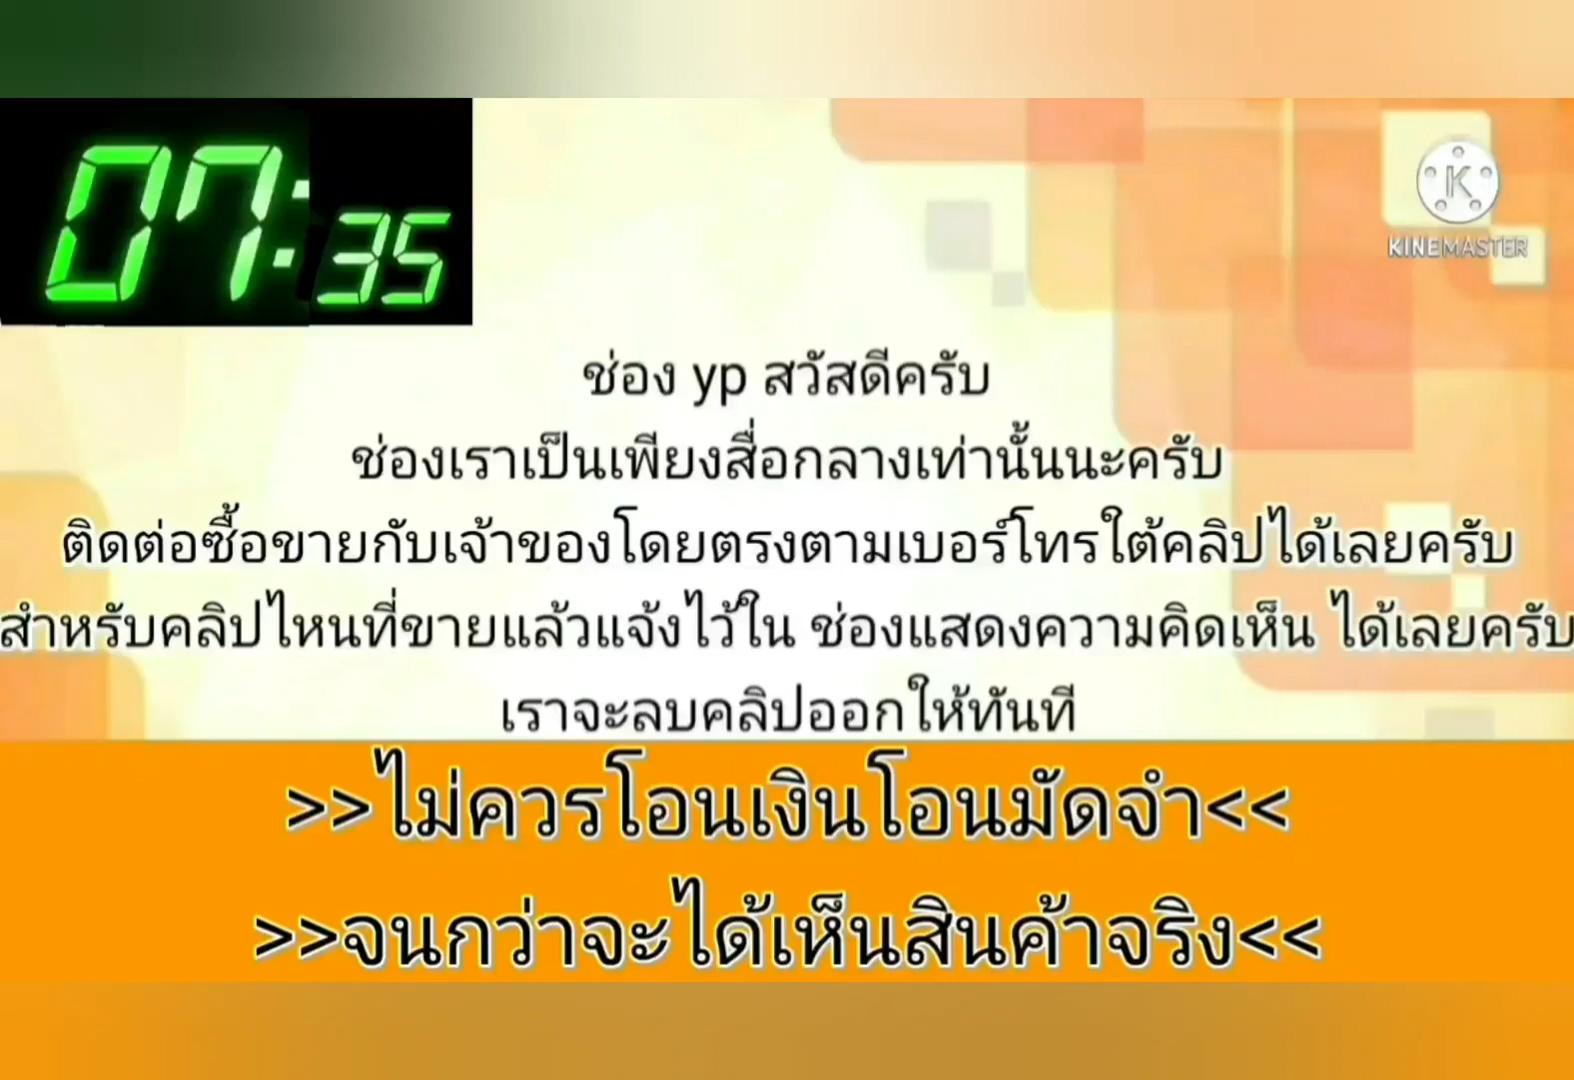 07:35
KINEMASTER
ช่อง yp สวัสดีครับ
ช่องเราเป็นเพียงสื่อกลางเท่านั้นนะครับ
ติดต่อซื้อขายกับเจ้าของโดยตรงตามเบอร์โทรใต้คลิปได้เลยครับ
สำหรับคลิปไหนที่ขายแล้วแจ้งไว้ใน ช่องแสดงความคิดเห็น ได้เลยครับ
เราจะลบคลิปออกให้ทันที
>>ไม่ควรโอนเงินโอนมัดจำ<<
>>จนกว่าจะได้เห็นสินค้าจริง<<